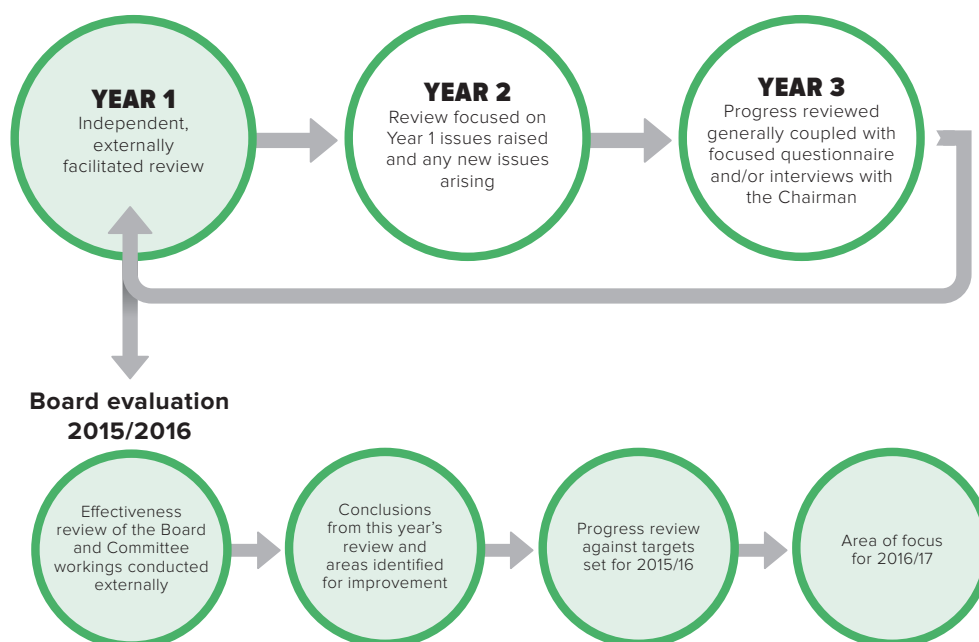 YEAR 1
Independent,
externally
facilitated review
YEAR 2
Review focused on
Year 1 issues raised
and any new issues
arising
YEAR 3
Progress reviewed
generally coupled with
focused questionnaire
and/or interviews with
the Chairman
Board evaluation
2015/2016
Effectiveness
review of the Board
and Committee
workings conducted
externally
Conclusions
from this year’s
review and
areas identified
for improvement
Progress review
against targets
set for 2015/16
Area of focus
for 2016/17